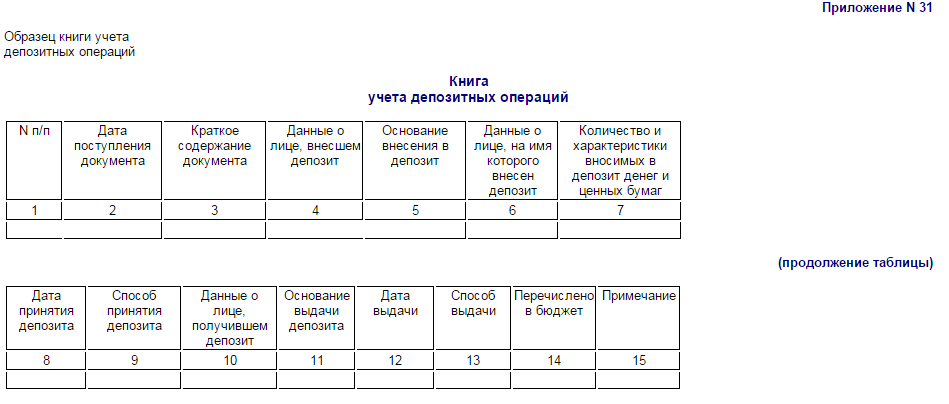 Приложение N 31
Образец книги учета
депозитных операций
Книга
учета депозитных операций
N п/п
Дата
поступления
документа
Краткое
содержание
документа
Данные о
лице, внесшем
депозит
Основание
внесения в
депозит
Данные о
лице, на имя
которого
внесен
депозит
Количество и
характеристики
вносимых в
депозит денег и
ценных бумаг
1 2 3 4 5 6 7
(продолжение таблицы)
Дата
принятия
депозита
Способ
принятия
депозита
Данные о
лице,
получившем
депозит
Основание
выдачи
депозита
Дата
выдачи
Способ
выдачи
Перечислено
в бюджет
Примечание
8 9 10 11 12 13 14 15